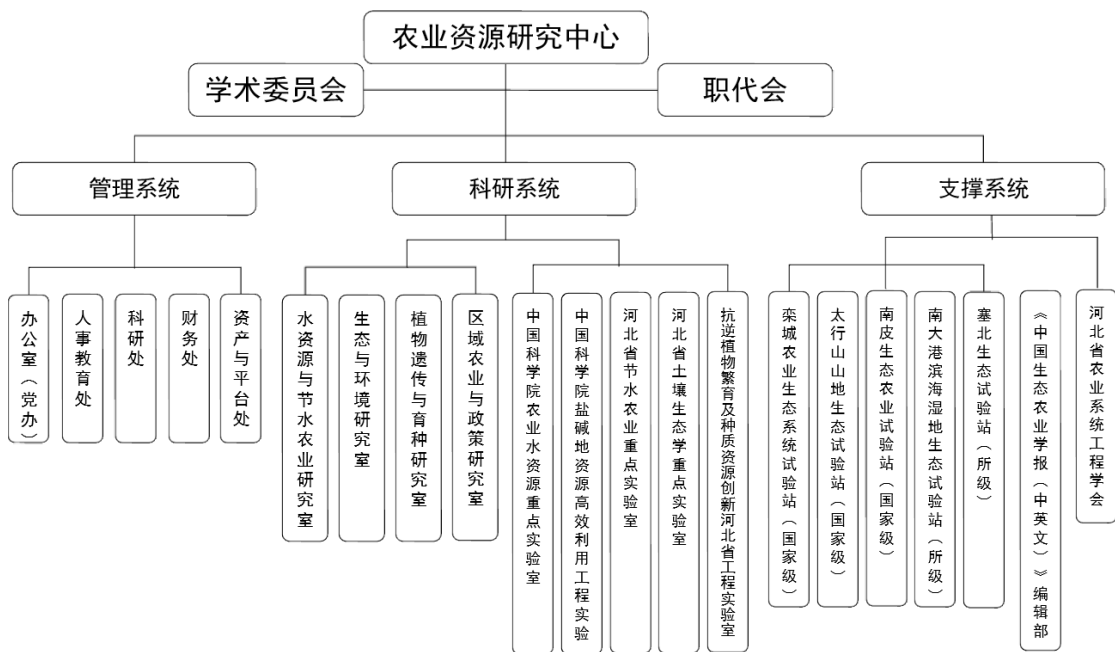 农业资源研究中心
学术委员会
职代会
管理系统
科研系统
支撑系统
办公室（党办）
人事教育处
科研处
财务处
资产与平台处
水资源与节水农业研究室
生态与环境研究室
植物遗传与育种研究室
区域农业与政策研究室
中国科学院农业水资源重点实验室
中国科学院盐碱地资源高效利用工程实验
河北省节水农业重点实验室
河北省土壤生态学重点实验室
抗逆植物繁育及种质资源创新河北省工程实验室
栾城农业生态系统试验站（国家级）
太行山山地生态试验站（国家级）
南皮生态农业试验站（国家级）
南大港滨海湿地生态试验站（所级）
塞北生态试验站（所级）
《中国生态农业学报（中英文）》编辑部
河北省农业系统工程学会